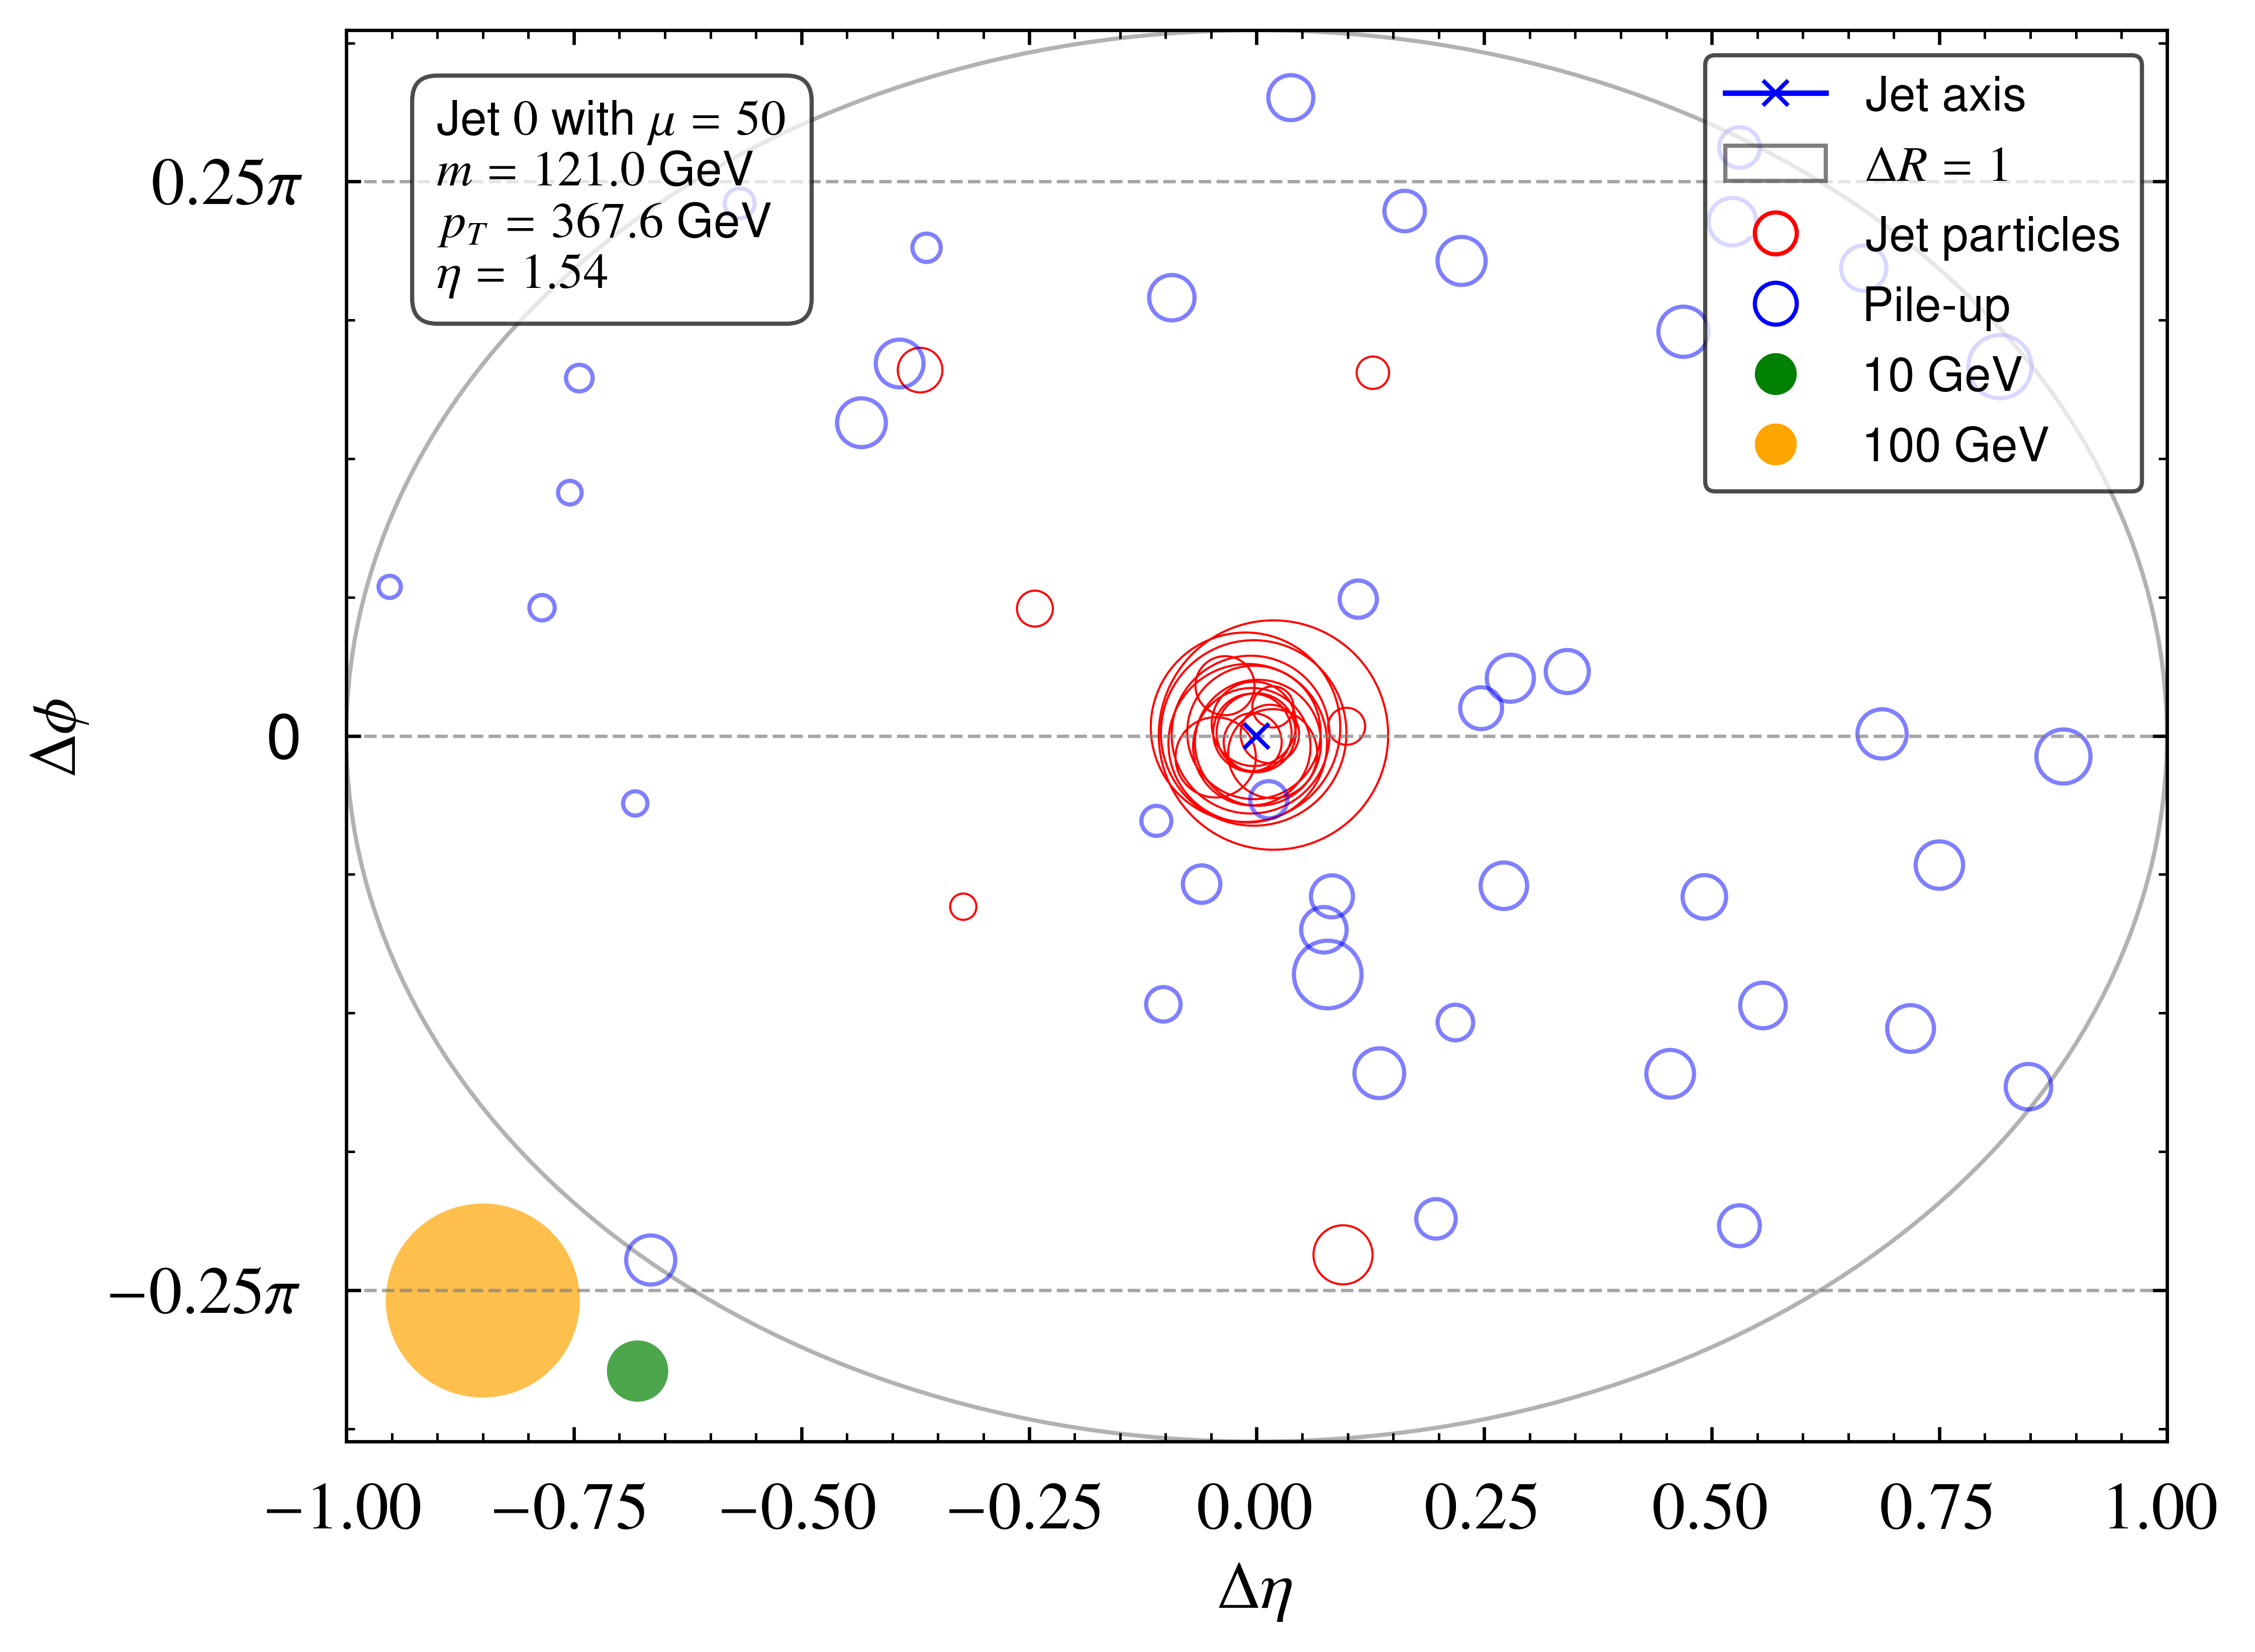 Jet 0 with μ = 50
m = 121.0 GeV
p_T = 367.6 GeV
η = 1.54
Jet axis
ΔR = 1
Jet particles
Pile-up
10 GeV
100 GeV
0.25π
0
−0.25π
Δϕ
−1.00 −0.75 −0.50 −0.25 0.00 0.25 0.50 0.75 1.00
Δη